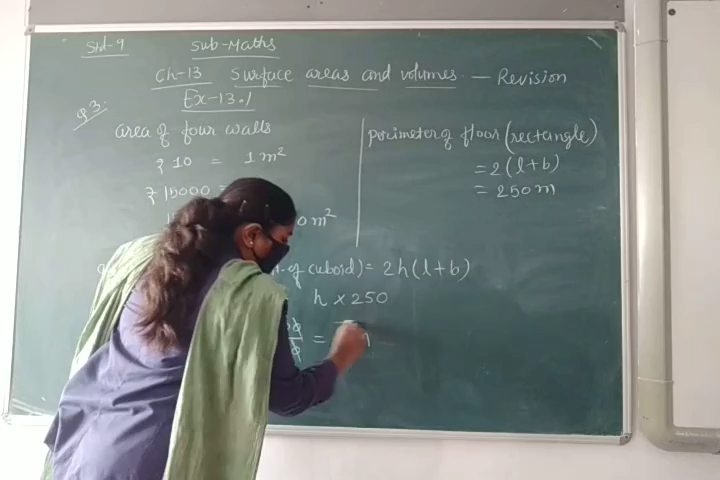 Std-9 Sub-Maths
Ch-13 Surface areas and volumes. - Revision
Ex-13.1
Q3.
area of four walls
₹ 10 = 1 m²
₹ 15000 =
0 m²
Perimeter of floor (rectangle)
= 2(l+b)
= 250 m
of cuboid) = 2h(l+b)
h × 250
=